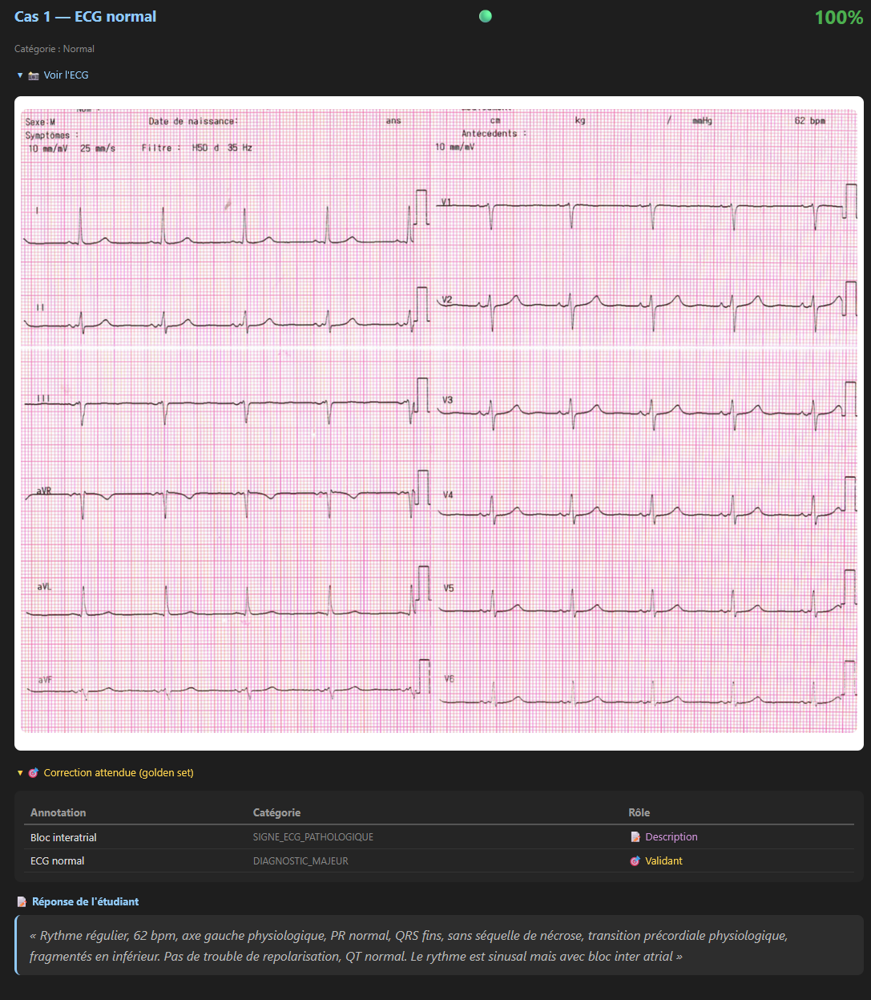 Cas 1 — ECG normal
100%
Catégorie : Normal
▼ Voir l'ECG
Sexe:M Date de naissance: ans cm kg / mmHg 62 bpm
Symptômes : Antécédents :
10 mm/mV 25 mm/s Filtre : H50 d 35 Hz 10 mm/mV
I V1
II V2
III V3
aVR V4
aVL V5
aVF V6
▼ Correction attendue (golden set)
Annotation Catégorie Rôle
Bloc interatrial SIGNE_ECG_PATHOLOGIQUE Description
ECG normal DIAGNOSTIC_MAJEUR Validant
Réponse de l'étudiant
« Rythme régulier, 62 bpm, axe gauche physiologique, PR normal, QRS fins, sans séquelle de nécrose, transition précordiale physiologique,
fragmentés en inférieur. Pas de trouble de repolarisation, QT normal. Le rythme est sinusal mais avec bloc inter atrial »